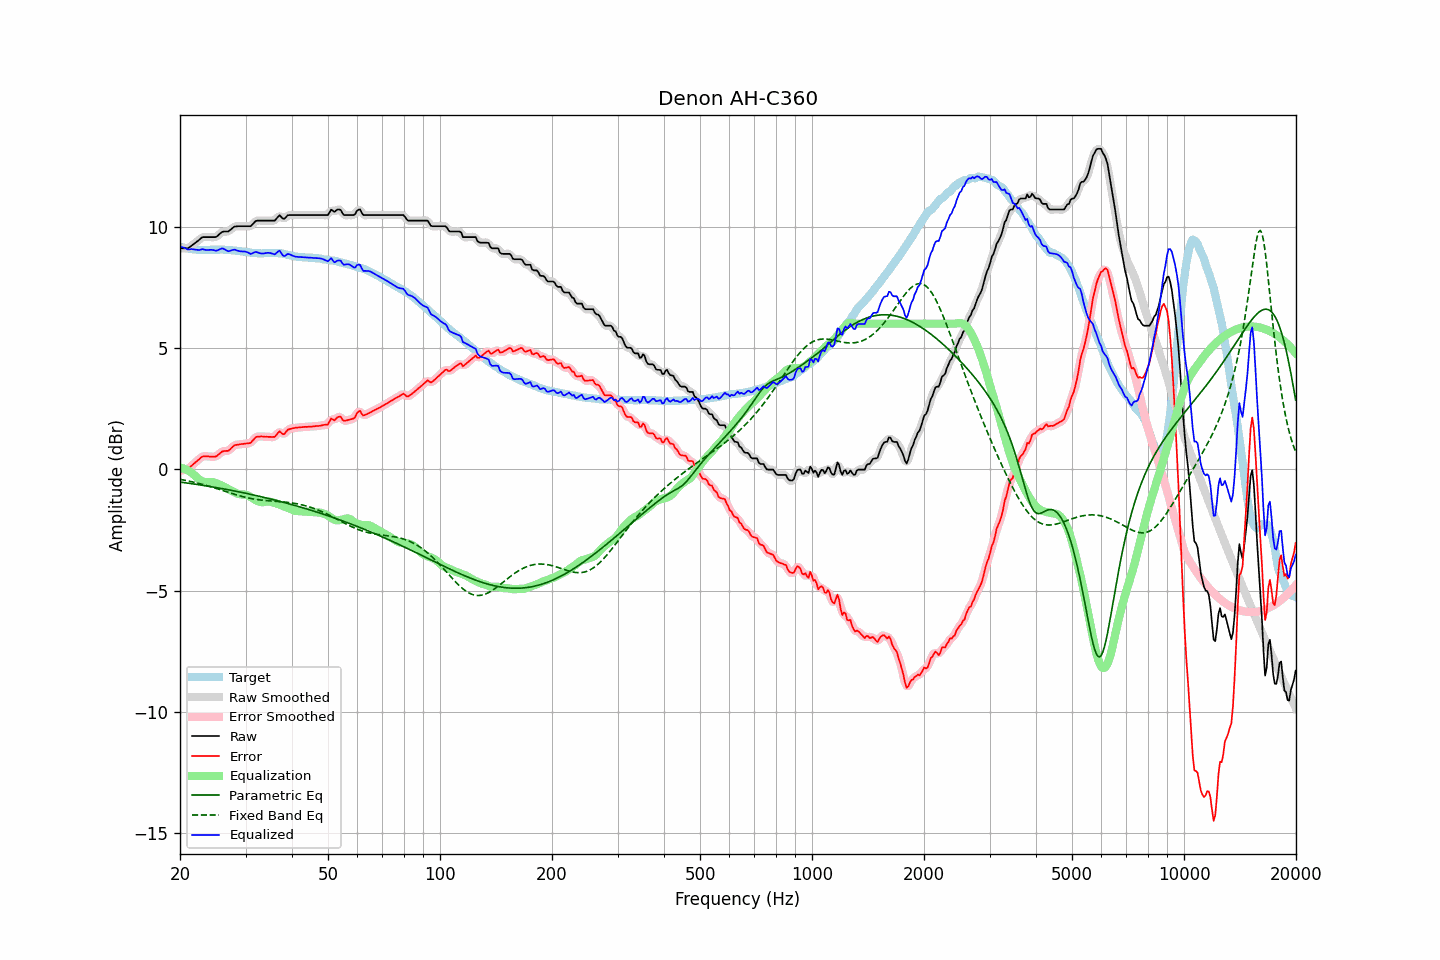 Denon AH-C360
Amplitude (dBr)
10
5
0
−5
−10
−15
Target
Raw Smoothed
Error Smoothed
Raw
Error
Equalization
Parametric Eq
Fixed Band Eq
Equalized
20
50
100
200
500
1000
2000
5000
10000
20000
Frequency (Hz)